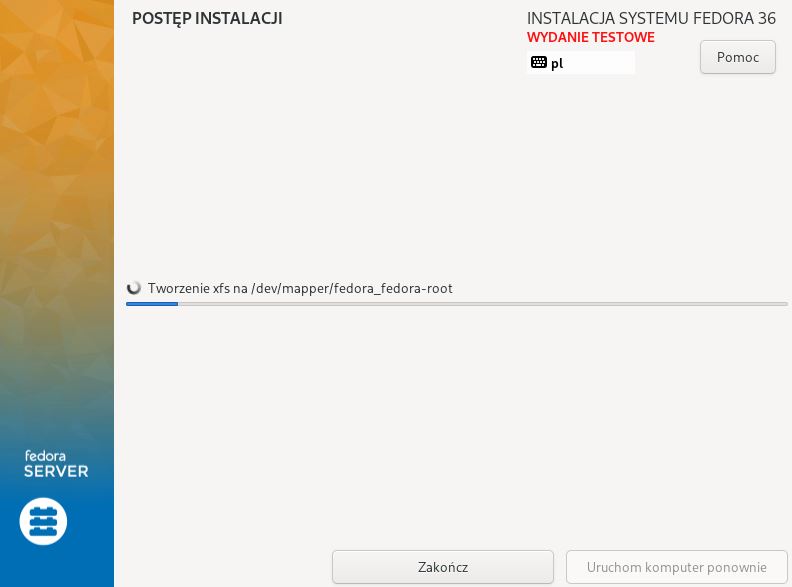 POSTĘP INSTALACJI
INSTALACJA SYSTEMU FEDORA 36
WYDANIE TESTOWE
pl
Pomoc
Tworzenie xfs na /dev/mapper/fedora_fedora-root
fedora
SERVER
Zakończ
Uruchom komputer ponownie